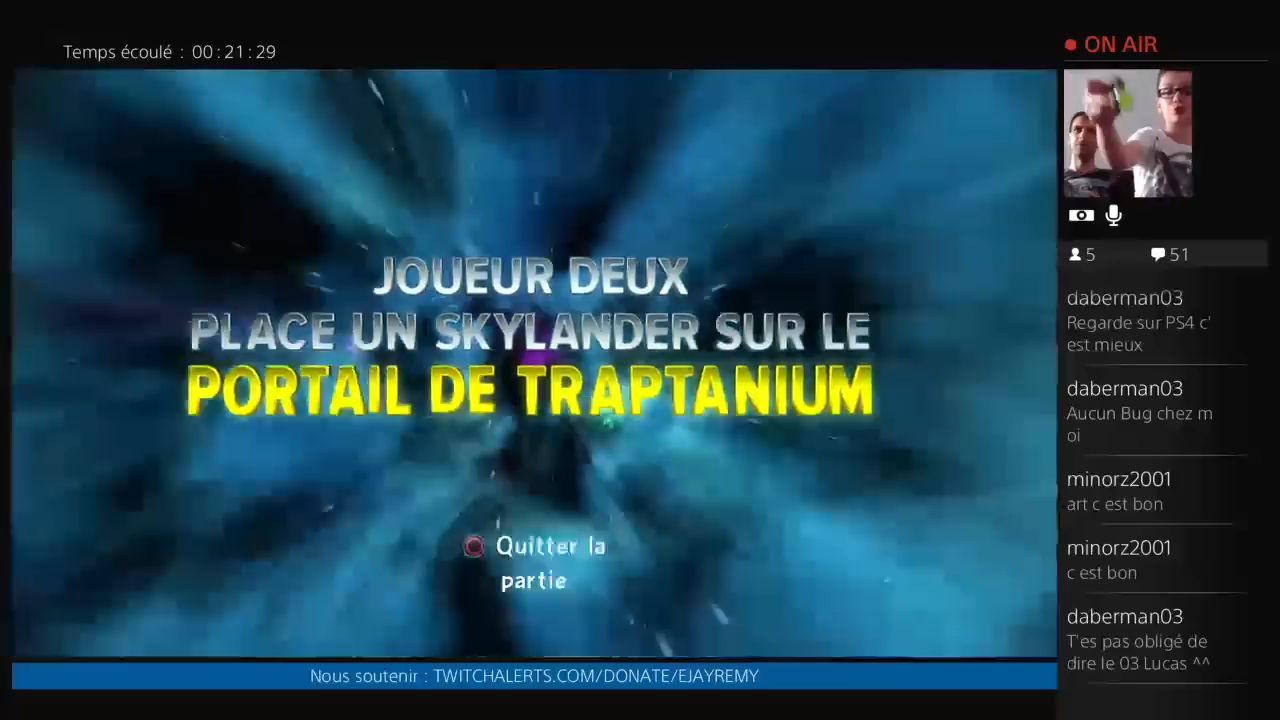 Temps écoulé : 00:21:29
ON AIR
JOUEUR DEUX
PLACE UN SKYLANDER SUR LE
PORTAIL DE TRAPTANIUM
Quitter la
partie
Nous soutenir : TWITCHALERTS.COM/DONATE/EJAYREMY
5 51
daberman03
Regarde sur PS4 c'
est mieux
daberman03
Aucun Bug chez m
oi
minorz2001
art c est bon
minorz2001
c est bon
daberman03
T'es pas obligé de
dire le 03 Lucas ^^